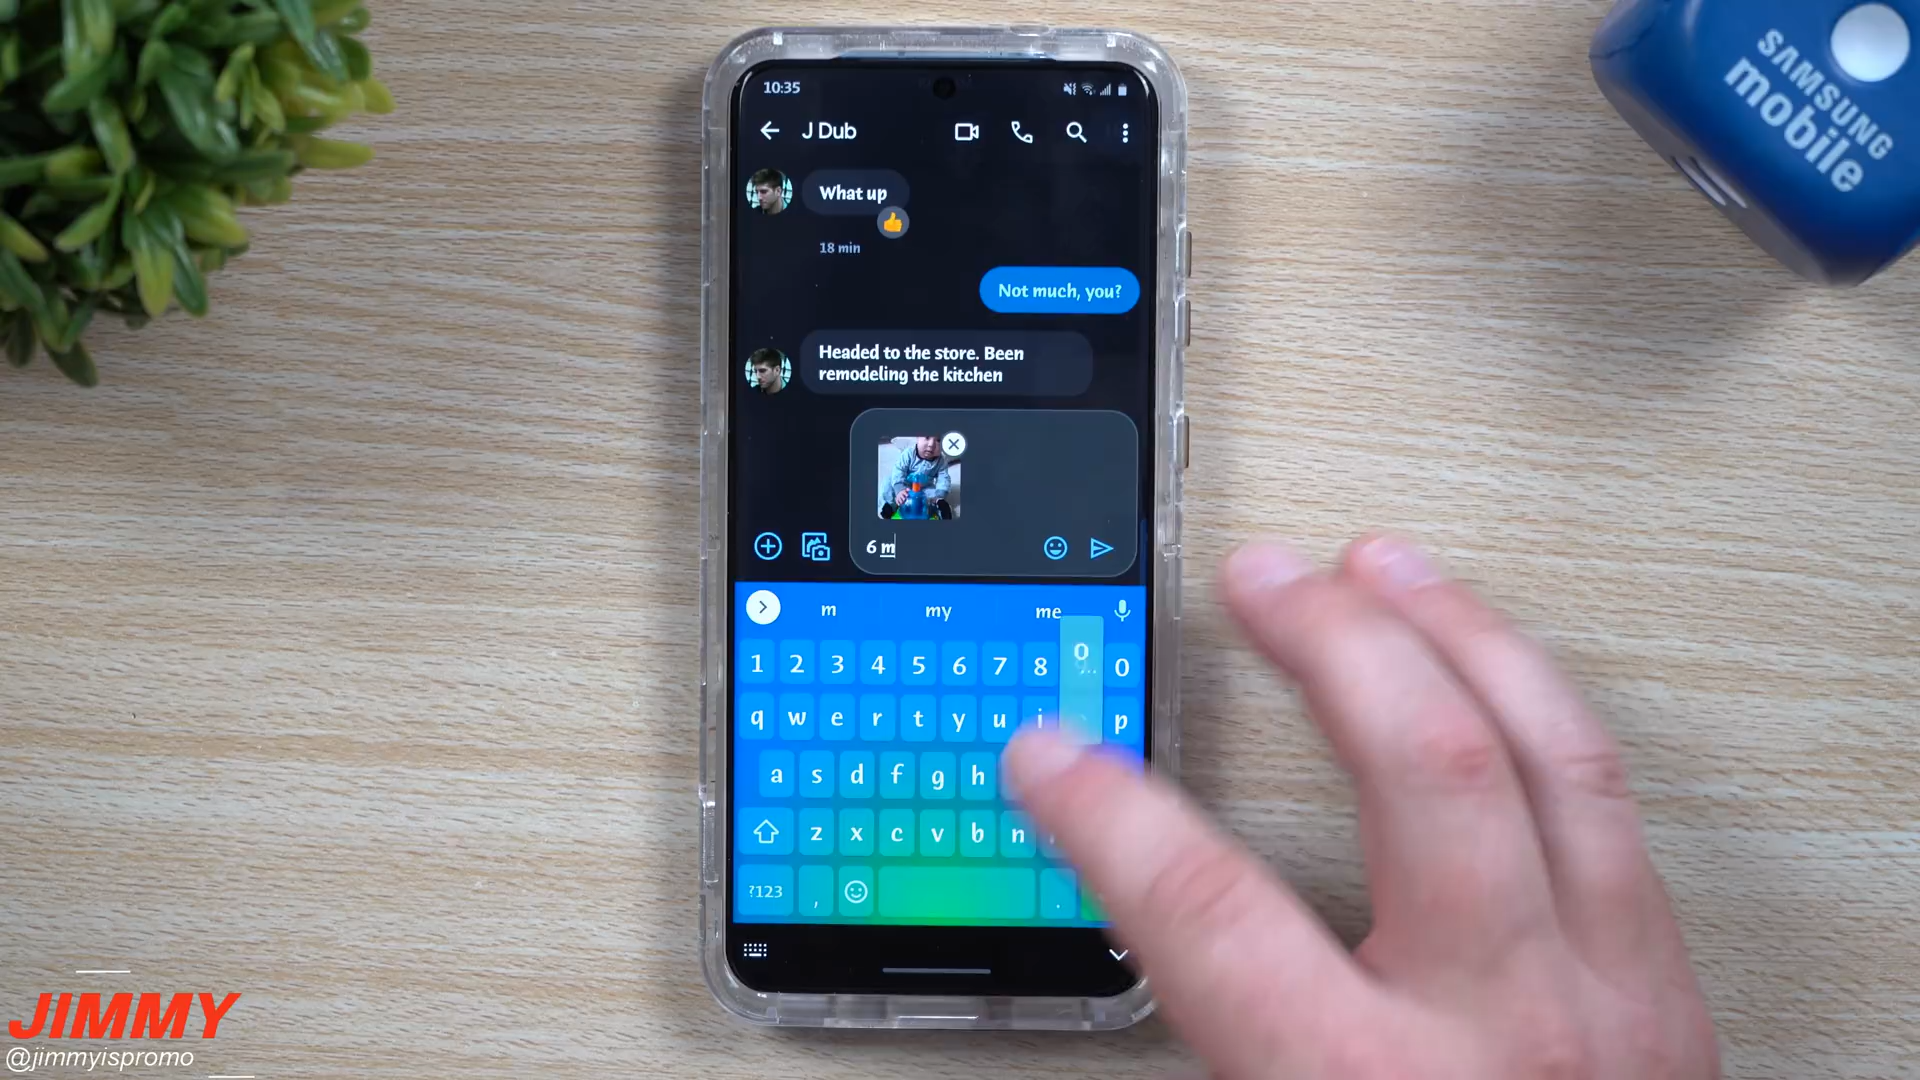 SAMSUNG
mobile
10:35
J Dub
What up
18 min
Not much, you?
Headed to the store. Been
remodeling the kitchen
6 m
m my me
1 2 3 4 5 6 7 8 9 0
o
q w e r t y u i p
a s d f g h
z x c v b n
?123 , .
JIMMY
@jimmyispromo